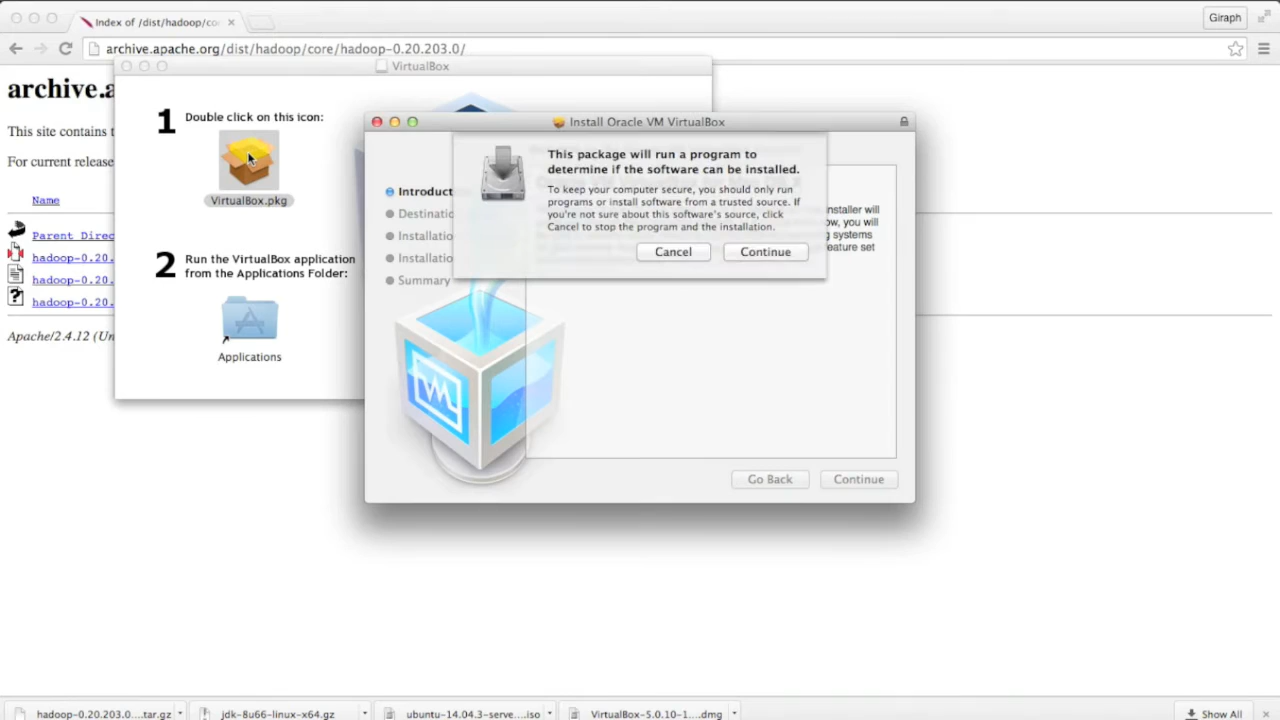 Index of /dist/hadoop/co
Giraph
archive.apache.org/dist/hadoop/core/hadoop-0.20.203.0/
VirtualBox
archive.a
This site contains t
For current release
Name
Parent Direc
hadoop-0.20.
hadoop-0.20.
hadoop-0.20.
Apache/2.4.12 (Un
1
Double click on this icon:
VirtualBox.pkg
2
Run the VirtualBox application
from the Applications Folder:
Applications
Install Oracle VM VirtualBox
Introduct
Destinatio
Installatio
Installatio
Summary
This package will run a program to
determine if the software can be installed.
To keep your computer secure, you should only run
programs or install software from a trusted source. If
you're not sure about this software's source, click
Cancel to stop the program and the installation.
Cancel
Continue
nstaller will
ow, you will
g systems
eature set
VM
Go Back
Continue
hadoop-0.20.203.0....tar.gz
jdk-8u66-linux-x64.gz
ubuntu-14.04.3-serve....iso
VirtualBox-5.0.10-1....dmg
Show All